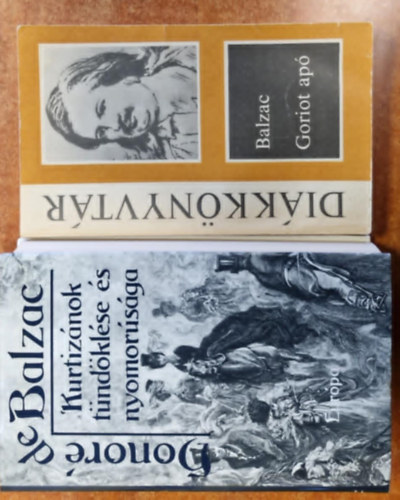 Balzac
Goriot apó
DIÁKKÖNYVTÁR
Honoré
de Balzac
Kurtizánok
tündöklése és
nyomorúsága
Európa